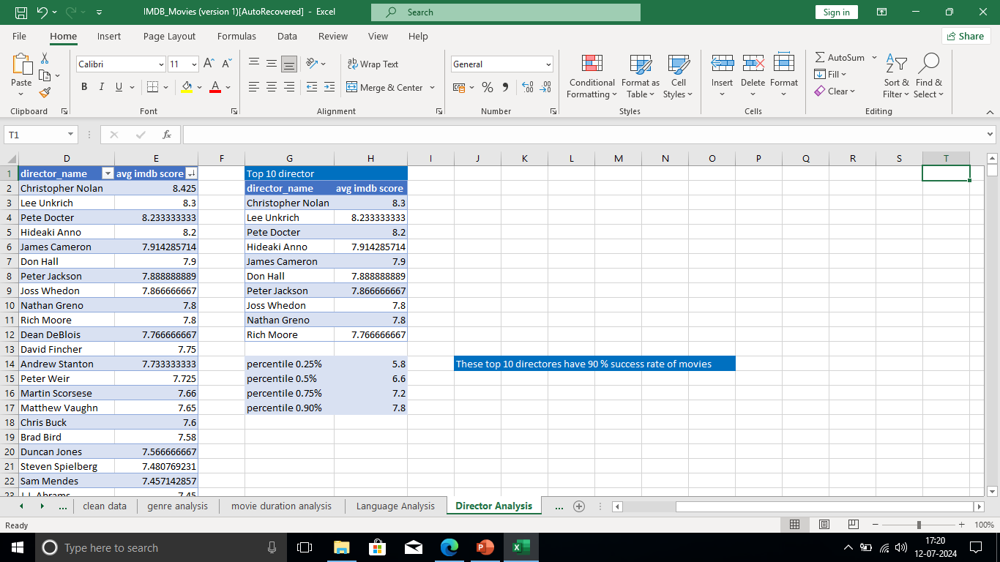 IMDB_Movies (version 1)[AutoRecovered] - Excel
Search
Sign in
File Home Insert Page Layout Formulas Data Review View Help
Share
Paste
Clipboard
Calibri 11
B I U
Font
Wrap Text
Merge & Center
Alignment
General
Number
Conditional Formatting
Format as Table
Cell Styles
Styles
Insert Delete Format
Cells
AutoSum
Fill
Clear
Sort & Filter
Find & Select
Editing
T1
fx
D E F G H I J K L M N O P Q R S T
1 director_name avg imdb score Top 10 director
2 Christopher Nolan 8.425 director_name avg imdb score
3 Lee Unkrich 8.3 Christopher Nolan 8.3
4 Pete Docter 8.233333333 Lee Unkrich 8.233333333
5 Hideaki Anno 8.2 Pete Docter 8.2
6 James Cameron 7.914285714 Hideaki Anno 7.914285714
7 Don Hall 7.9 James Cameron 7.9
8 Peter Jackson 7.888888889 Don Hall 7.888888889
9 Joss Whedon 7.866666667 Peter Jackson 7.866666667
10 Nathan Greno 7.8 Joss Whedon 7.8
11 Rich Moore 7.8 Nathan Greno 7.8
12 Dean DeBlois 7.766666667 Rich Moore 7.766666667
13 David Fincher 7.75
14 Andrew Stanton 7.733333333 percentile 0.25% 5.8 These top 10 directores have 90 % success rate of movies
15 Peter Weir 7.725 percentile 0.5% 6.6
16 Martin Scorsese 7.66 percentile 0.75% 7.2
17 Matthew Vaughn 7.65 percentile 0.90% 7.8
18 Chris Buck 7.6
19 Brad Bird 7.58
20 Duncan Jones 7.566666667
21 Steven Spielberg 7.480769231
22 Sam Mendes 7.457142857
23 J.J. Abrams 7.45
... clean data genre analysis movie duration analysis Language Analysis Director Analysis ...
Ready
100%
Type here to search
17:20
12-07-2024